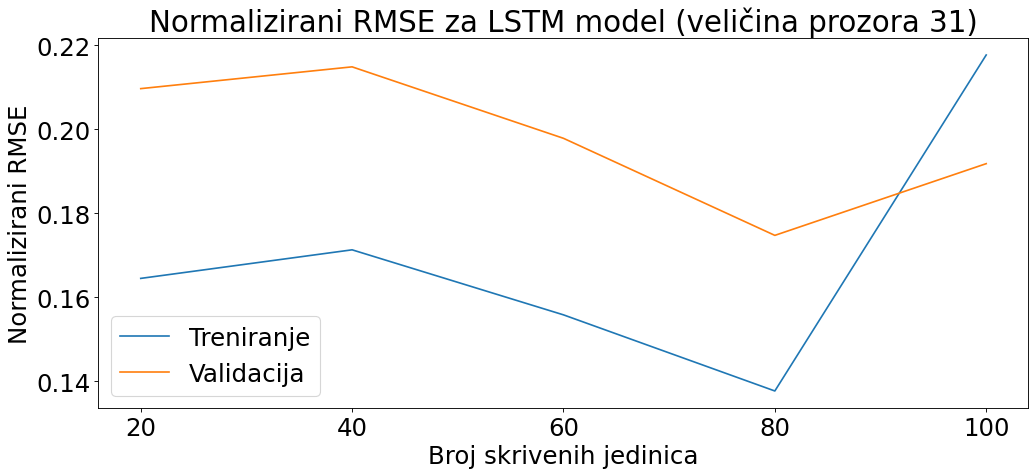 Normalizirani RMSE za LSTM model (veličina prozora 31)
Normalizirani RMSE
0.22
0.20
0.18
0.16
0.14
Treniranje
Validacija
20 40 60 80 100
Broj skrivenih jedinica